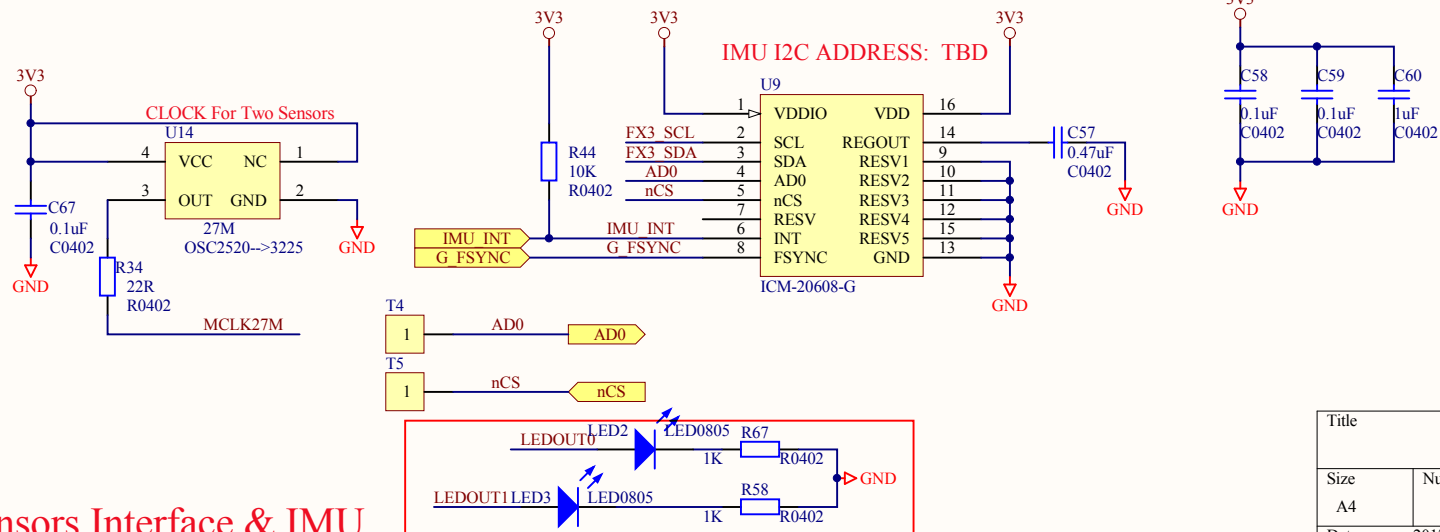 3V3
3V3
3V3
3V3
3V3
IMU I2C ADDRESS: TBD
CLOCK For Two Sensors
U14
4 VCC NC 1
3 OUT GND 2
27M
OSC2520-->3225
C67
0.1uF
C0402
GND
GND
R34
22R
R0402
MCLK27M
R44
10K
R0402
U9
1 VDDIO VDD 16
FX3_SCL 2 SCL REGOUT 14
FX3_SDA 3 SDA RESV1 9
AD0 4 AD0 RESV2 10
nCS 5 nCS RESV3 11
7 RESV RESV4 12
IMU_INT IMU_INT 6 INT RESV5 15
G_FSYNC G_FSYNC 8 FSYNC GND 13
ICM-20608-G
GND
C57
0.47uF
C0402
GND
C58
0.1uF
C0402
C59
0.1uF
C0402
C60
1uF
C0402
GND
T4
1 AD0 AD0
T5
1 nCS nCS
LEDOUT0 LED2 LED0805 1K R67 R0402
GND
LEDOUT1 LED3 LED0805 1K R58 R0402
nsors Interface & IMU
Title
Size
A4